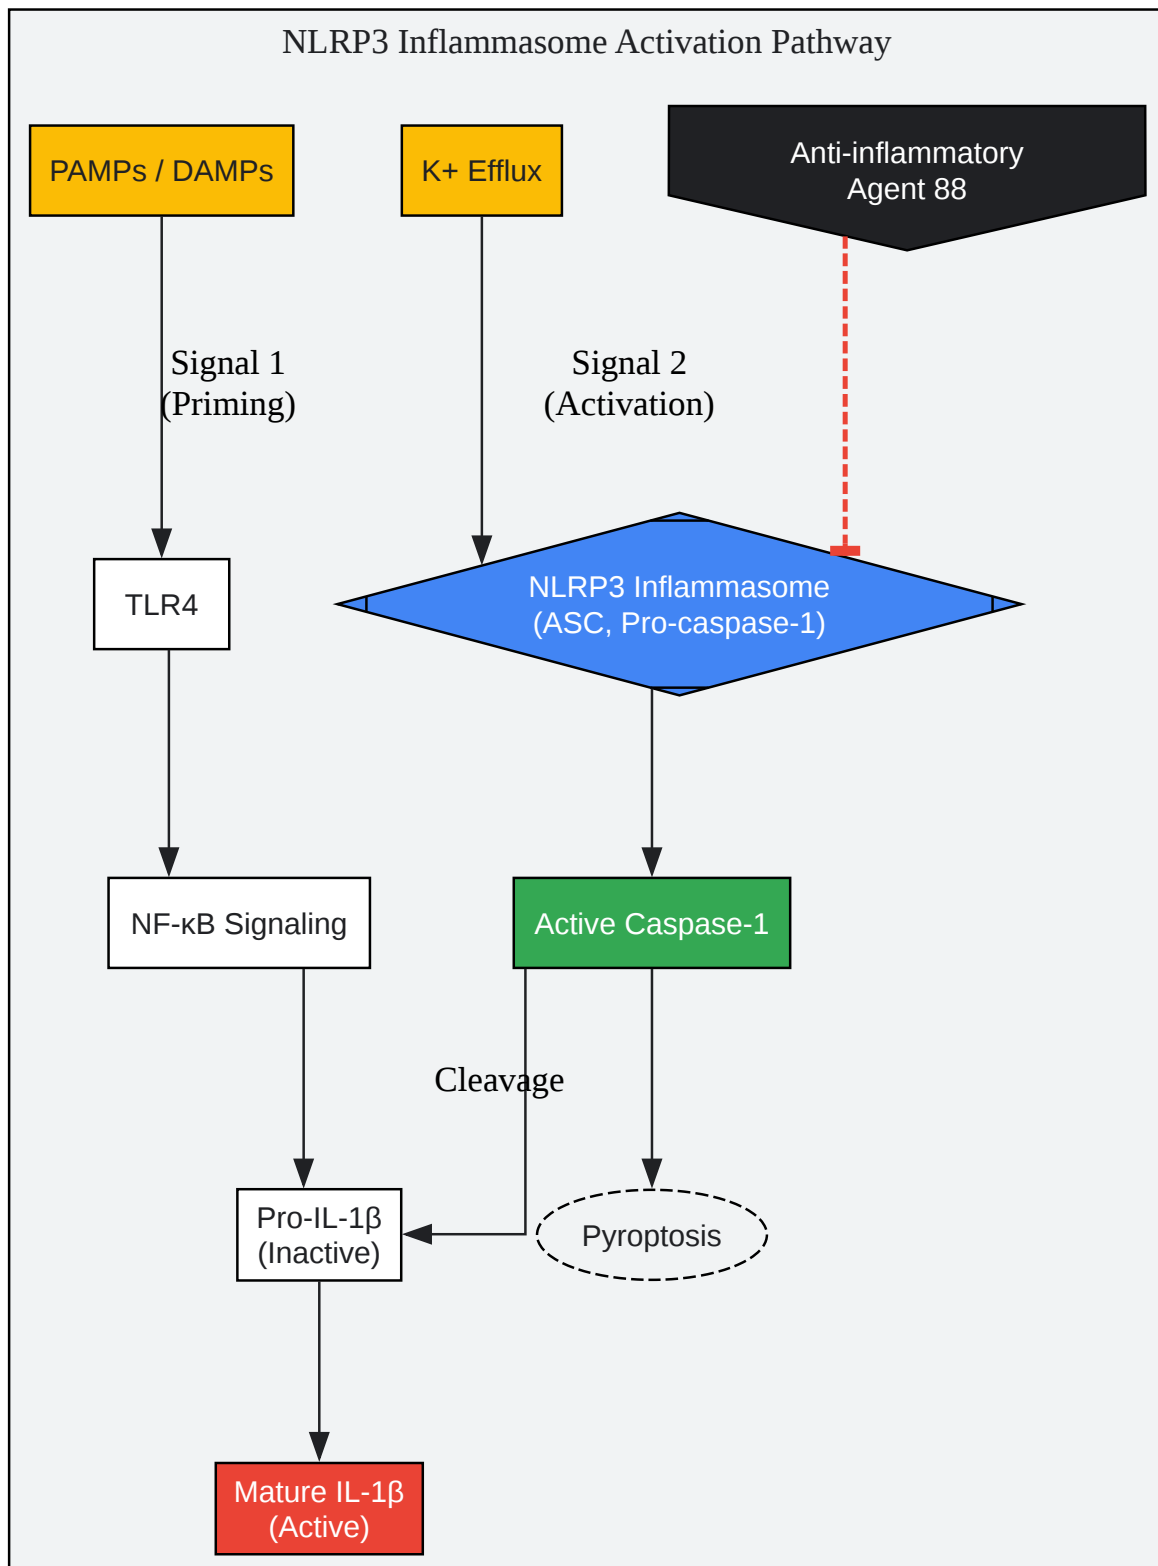 NLRP3 Inflammasome Activation Pathway
PAMPs / DAMPs
K+ Efflux
Anti-inflammatory
Agent 88
Signal 1
(Priming)
Signal 2
(Activation)
TLR4
NLRP3 Inflammasome
(ASC, Pro-caspase-1)
NF-κB Signaling
Active Caspase-1
Cleavage
Pro-IL-1β
(Inactive)
Pyroptosis
Mature IL-1β
(Active)